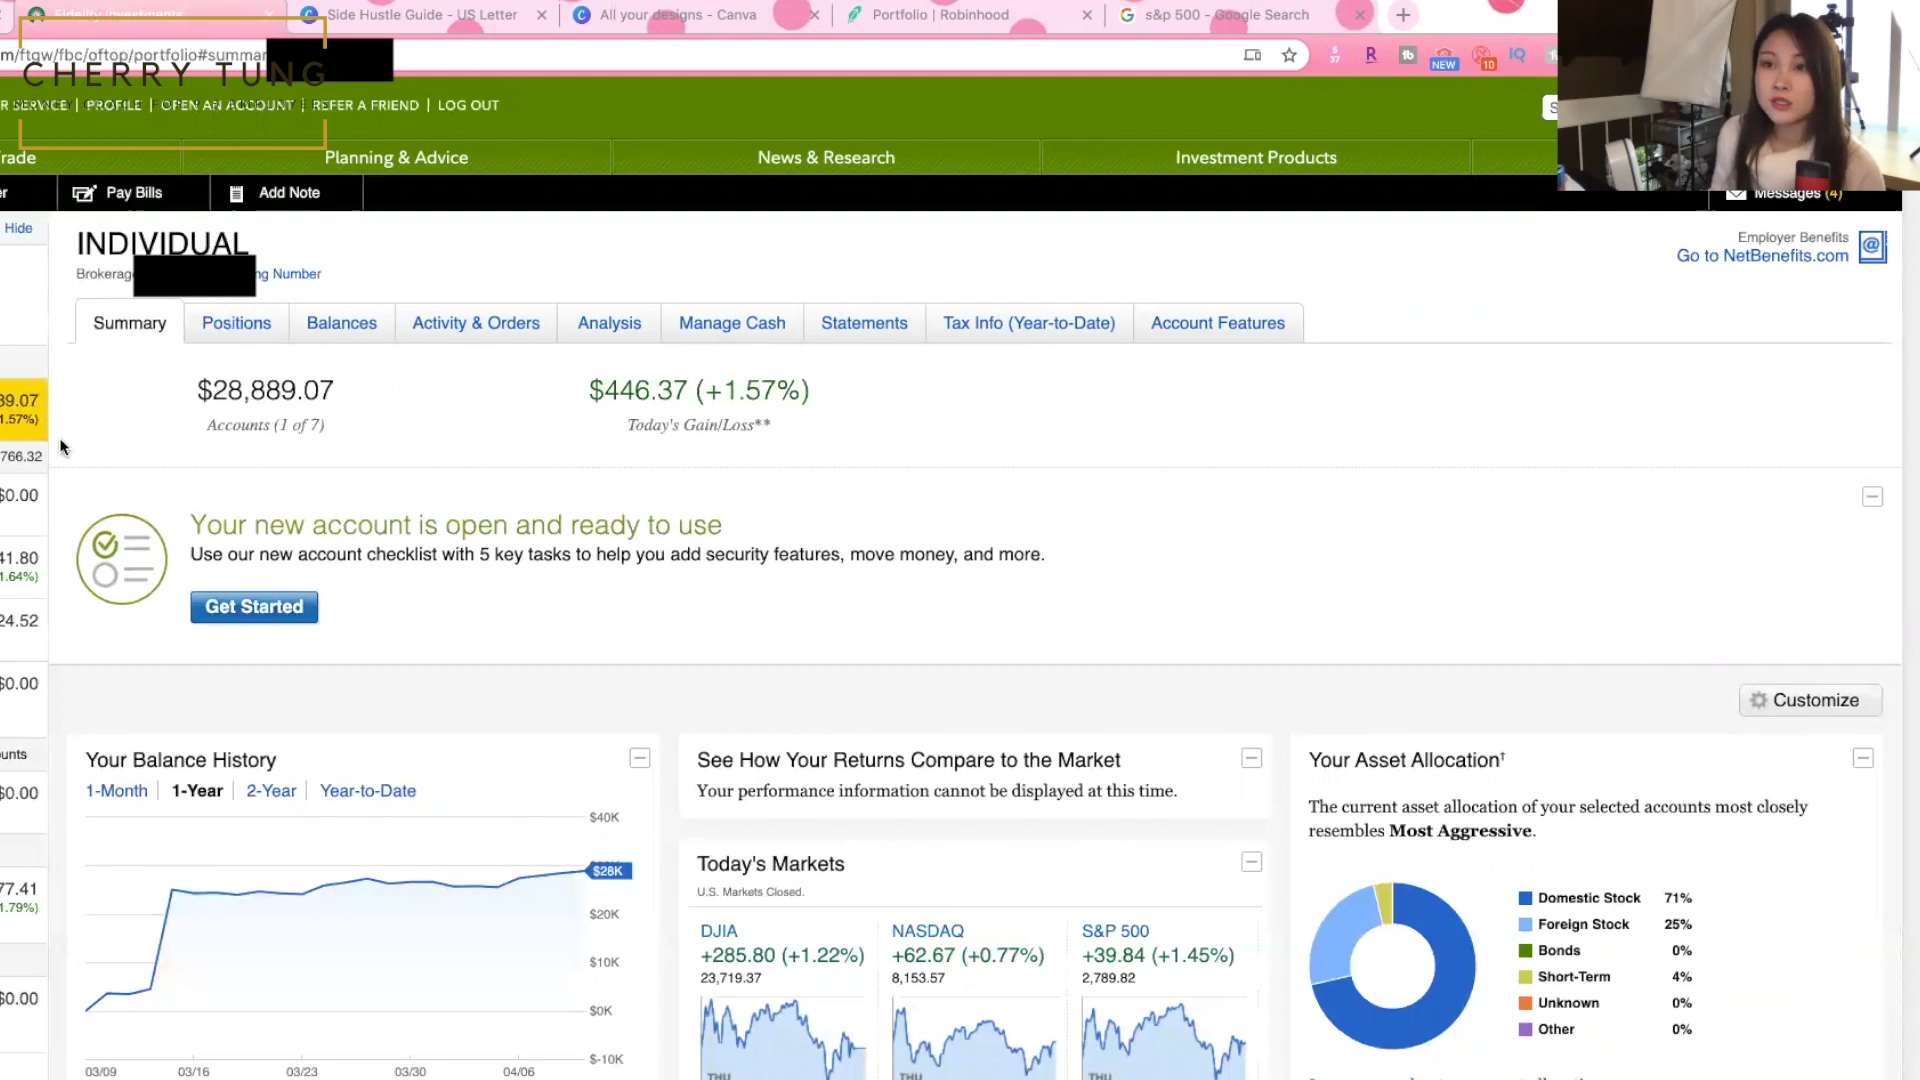 Fidelity Investments
Side Hustle Guide - US Letter
All your designs - Canva
Portfolio | Robinhood
s&p 500 - Google Search
m/ftgw/fbc/oftop/portfolio#summar
NEW
10
CHERRY TUNG
R SERVICE | PROFILE | OPEN AN ACCOUNT | REFER A FRIEND | LOG OUT
rade
Planning & Advice
News & Research
Investment Products
er
Pay Bills
Add Note
Messages (4)
Hide
INDIVIDUAL
Brokerag
ng Number
Employer Benefits
Go to NetBenefits.com
Summary
Positions
Balances
Activity & Orders
Analysis
Manage Cash
Statements
Tax Info (Year-to-Date)
Account Features
89.07
1.57%)
766.32
$0.00
41.80
1.64%)
24.52
$0.00
unts
$0.00
77.41
1.79%)
$0.00
$28,889.07
Accounts (1 of 7)
$446.37 (+1.57%)
Today's Gain/Loss**
Your new account is open and ready to use
Use our new account checklist with 5 key tasks to help you add security features, move money, and more.
Get Started
Customize
Your Balance History
1-Month | 1-Year | 2-Year | Year-to-Date
$40K
$28K
$20K
$10K
$0K
$-10K
03/09
03/16
03/23
03/30
04/06
See How Your Returns Compare to the Market
Your performance information cannot be displayed at this time.
Today's Markets
U.S. Markets Closed.
DJIA
+285.80 (+1.22%)
23,719.37
THU
NASDAQ
+62.67 (+0.77%)
8,153.57
THU
S&P 500
+39.84 (+1.45%)
2,789.82
THU
Your Asset Allocation†
The current asset allocation of your selected accounts most closely
resembles Most Aggressive.
Domestic Stock 71%
Foreign Stock 25%
Bonds 0%
Short-Term 4%
Unknown 0%
Other 0%